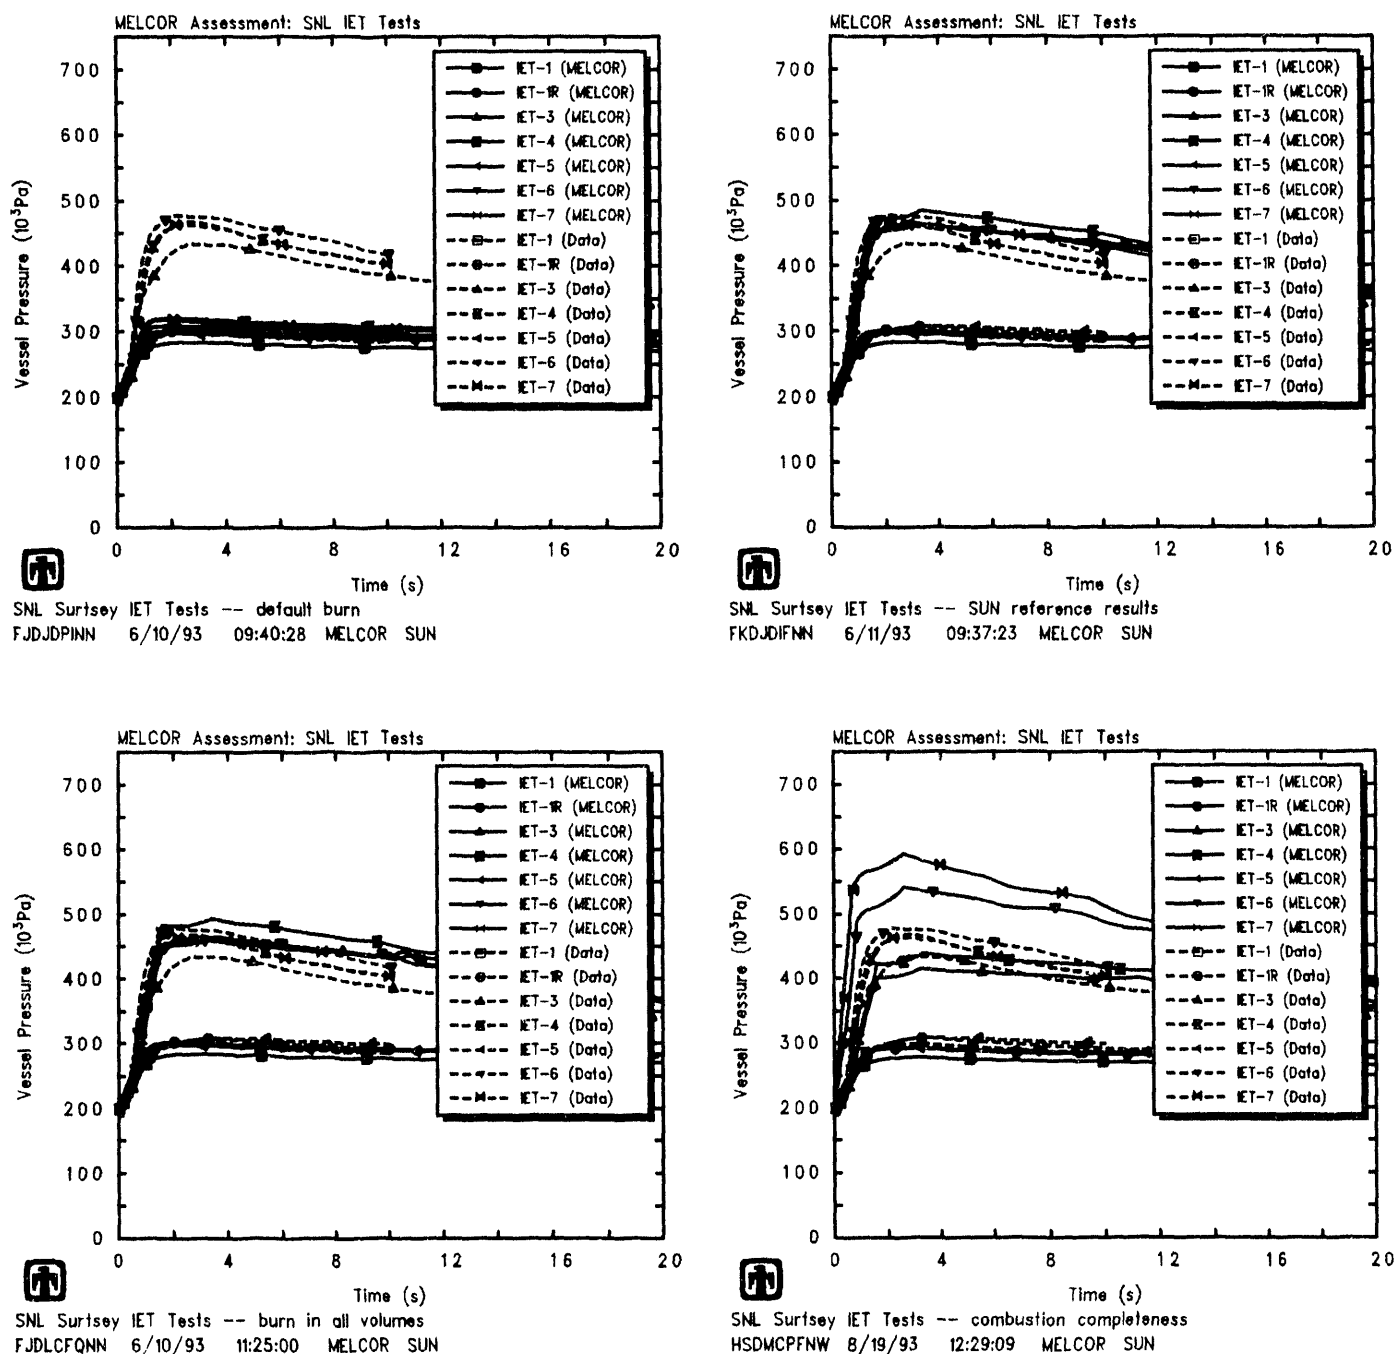 MELCOR Assessment: SNL IET Tests
Vessel Pressure (10³Pa)
700
600
500
400
300
200
100
0
IET-1 (MELCOR)
IET-1R (MELCOR)
IET-3 (MELCOR)
IET-4 (MELCOR)
IET-5 (MELCOR)
IET-6 (MELCOR)
IET-7 (MELCOR)
IET-1 (Data)
IET-1R (Data)
IET-3 (Data)
IET-4 (Data)
IET-5 (Data)
IET-6 (Data)
IET-7 (Data)
0 4 8 12 16 20
Time (s)
SNL Surtsey IET Tests -- default burn
FJDJDPINN 6/10/93 09:40:28 MELCOR SUN
MELCOR Assessment: SNL IET Tests
Vessel Pressure (10³Pa)
700
600
500
400
300
200
100
0
IET-1 (MELCOR)
IET-1R (MELCOR)
IET-3 (MELCOR)
IET-4 (MELCOR)
IET-5 (MELCOR)
IET-6 (MELCOR)
IET-7 (MELCOR)
IET-1 (Data)
IET-1R (Data)
IET-3 (Data)
IET-4 (Data)
IET-5 (Data)
IET-6 (Data)
IET-7 (Data)
0 4 8 12 16 20
Time (s)
SNL Surtsey IET Tests -- SUN reference results
FKDJDIFNN 6/11/93 09:37:23 MELCOR SUN
MELCOR Assessment: SNL IET Tests
Vessel Pressure (10³Pa)
700
600
500
400
300
200
100
0
IET-1 (MELCOR)
IET-1R (MELCOR)
IET-3 (MELCOR)
IET-4 (MELCOR)
IET-5 (MELCOR)
IET-6 (MELCOR)
IET-7 (MELCOR)
IET-1 (Data)
IET-1R (Data)
IET-3 (Data)
IET-4 (Data)
IET-5 (Data)
IET-6 (Data)
IET-7 (Data)
0 4 8 12 16 20
Time (s)
SNL Surtsey IET Tests -- burn in all volumes
FJDLCFQNN 6/10/93 11:25:00 MELCOR SUN
MELCOR Assessment: SNL IET Tests
Vessel Pressure (10³Pa)
700
600
500
400
300
200
100
0
IET-1 (MELCOR)
IET-1R (MELCOR)
IET-3 (MELCOR)
IET-4 (MELCOR)
IET-5 (MELCOR)
IET-6 (MELCOR)
IET-7 (MELCOR)
IET-1 (Data)
IET-1R (Data)
IET-3 (Data)
IET-4 (Data)
IET-5 (Data)
IET-6 (Data)
IET-7 (Data)
0 4 8 12 16 20
Time (s)
SNL Surtsey IET Tests -- combustion completeness
HSDMCPFNW 8/19/93 12:29:09 MELCOR SUN